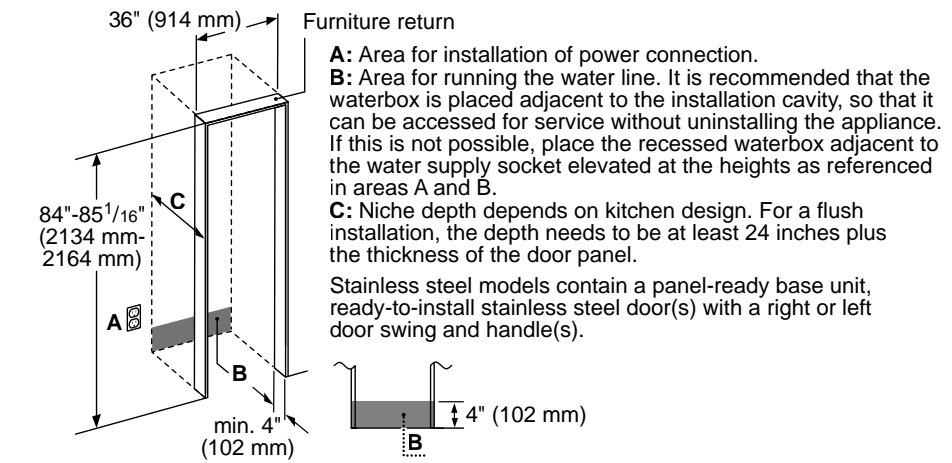 36" (914 mm)
Furniture return
A: Area for installation of power connection.
B: Area for running the water line. It is recommended that the
waterbox is placed adjacent to the installation cavity, so that it
can be accessed for service without uninstalling the appliance.
If this is not possible, place the recessed waterbox adjacent to
the water supply socket elevated at the heights as referenced
in areas A and B.
C: Niche depth depends on kitchen design. For a flush
installation, the depth needs to be at least 24 inches plus
the thickness of the door panel.
Stainless steel models contain a panel-ready base unit,
ready-to-install stainless steel door(s) with a right or left
door swing and handle(s).
C
84"-85 1/16"
(2134 mm-
2164 mm)
A
B
min. 4"
(102 mm)
4" (102 mm)
B